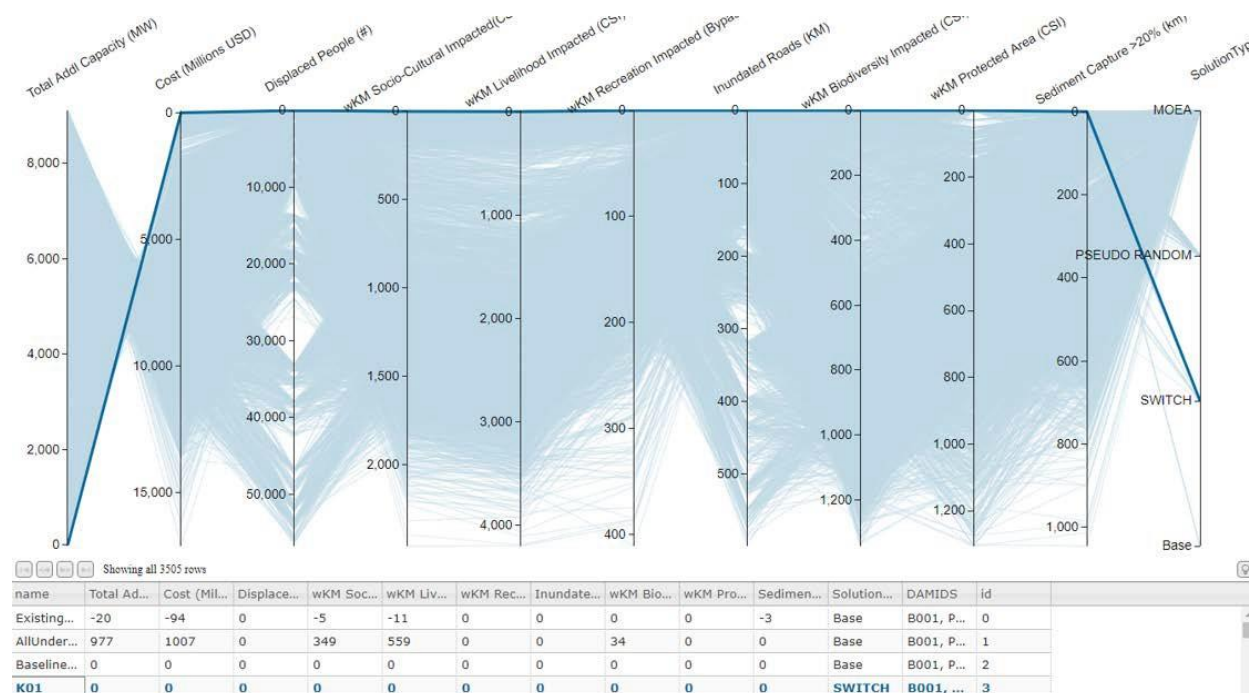 Total Addl Capacity (MW)
Cost (Millions USD)
Displaced People (#)
wKM Socio-Cultural Impacted(CS
wKM Livelihood Impacted (CSI)
wKM Recreation Impacted (Bypas
Inundated Roads (KM)
wKM Biodiversity Impacted (CSI
wKM Protected Area (CSI)
Sediment Capture >20% (km)
SolutionType
0 0 0 0 0 0 0 0 0 MOEA
8,000 6,000 4,000 2,000 0
5,000 10,000 15,000
10,000 20,000 30,000 40,000 50,000
500 1,000 1,500 2,000
1,000 2,000 3,000 4,000
100 200 300 400
100 200 300 400 500
200 400 600 800 1,000 1,200
200 400 600 800 1,000 1,200
200 400 600 800 1,000
PSEUDO RANDOM
SWITCH
Base
Showing all 3505 rows
name Total Ad... Cost (Mil... Displace... wKM Soc... wKM Liv... wKM Rec... Inundate... wKM Bio... wKM Pro... Sedimen... Solution... DAMIDS id
Existing... -20 -94 0 -5 -11 0 0 0 0 -3 Base B001, P... 0
AllUnder... 977 1007 0 349 559 0 0 34 0 0 Base B001, P... 1
Baseline... 0 0 0 0 0 0 0 0 0 0 Base B001, P... 2
K01 0 0 0 0 0 0 0 0 0 0 SWITCH B001, ... 3